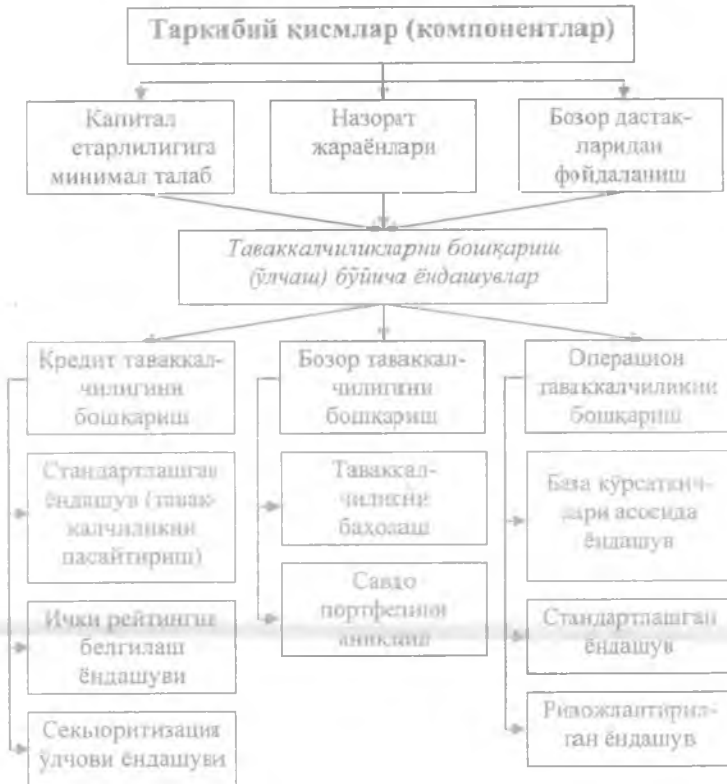 Таркибий қисмлар (компонентлар)
Капитал
етарлилигига
минимал талаб
Назорат
жараёнлари
Бозор дастак-
ларидан
фойдаланиш
Таваккалчиликларни бошқариш
(ўлчаш) бўйича ёндашувлар
Кредит таваккал-
чилигини
бошқариш
Бозор таваккал-
чилигини
бошқариш
Операцион
таваккалчиликни
бошқариш
Стандартлашган
ёндашув (тавак-
калчиликни
пасайтириш)
Ички рейтингни
белгилаш
ёндашуви
Секьюритизация
ўлчови ёндашуви
Таваккал-
чиликни
баҳолаш
Савдо
портфелини
аниқлаш
База кўрсаткич-
лари асосида
ёндашув
Стандартлашган
ёндашув
Ривожлантирил-
ган ёндашув